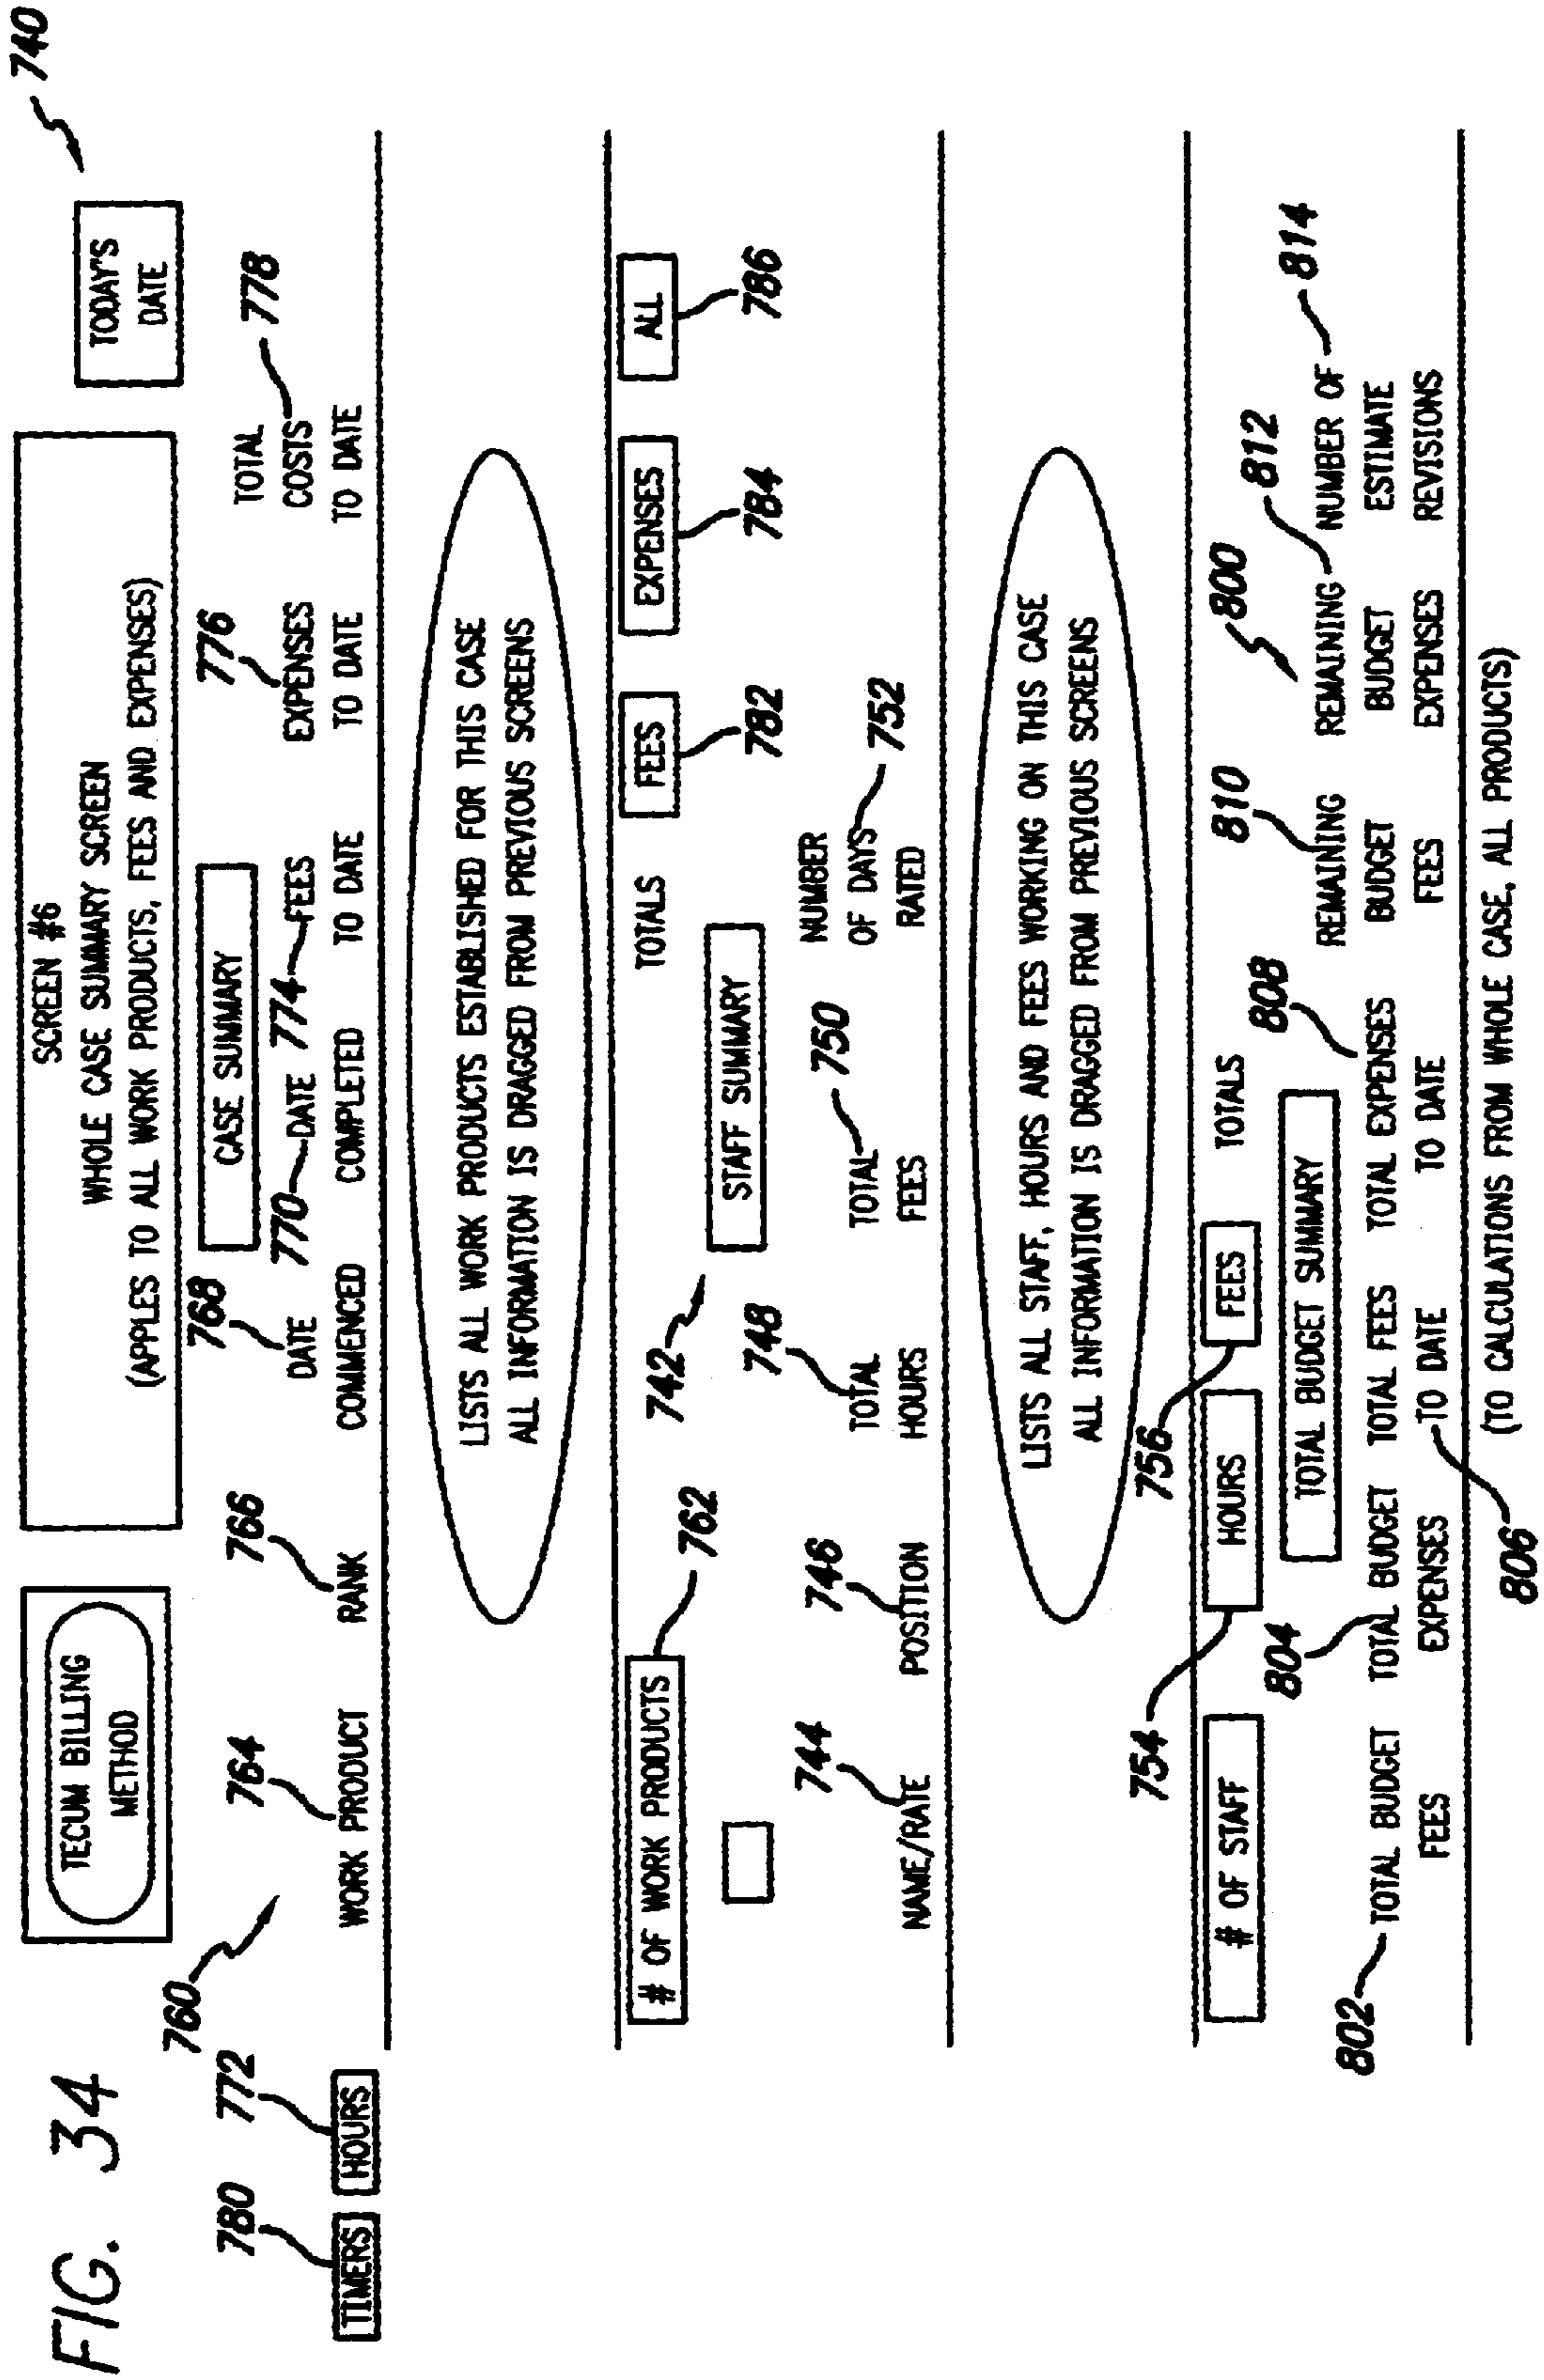 FIG. 34
740
TECUM BILLING
METHOD
SCREEN #6
WHOLE CASE SUMMARY SCREEN
(APPLES TO ALL WORK PRODUCTS, FEES AND EXPENSES)
TODAY'S
DATE
760
CASE SUMMARY
780 772 764 766 768 770 774 776 778
TIMERS
HOURS
WORK PRODUCT
RANK
DATE
COMMENCED
DATE
COMPLETED
FEES
TO DATE
EXPENSES
TO DATE
TOTAL
COSTS
TO DATE
LISTS ALL WORK PRODUCTS ESTABLISHED FOR THIS CASE
ALL INFORMATION IS DRAGGED FROM PREVIOUS SCREENS
# OF WORK PRODUCTS
TOTALS
FEES
EXPENSES
ALL
762 782 784 786
742
STAFF SUMMARY
744 746 748 750 752
NAME/RATE
POSITION
TOTAL
HOURS
TOTAL
FEES
NUMBER
OF DAYS
RATED
LISTS ALL STAFF, HOURS AND FEES WORKING ON THIS CASE
ALL INFORMATION IS DRAGGED FROM PREVIOUS SCREENS
754 756
# OF STAFF
HOURS
FEES
TOTALS
800
TOTAL BUDGET SUMMARY
802 804 806 808 810 812 814
TOTAL BUDGET
FEES
TOTAL BUDGET
EXPENSES
TOTAL FEES
TO DATE
TOTAL EXPENSES
TO DATE
REMAINING
BUDGET
FEES
REMAINING
BUDGET
EXPENSES
NUMBER OF
ESTIMATE
REVISIONS
(TO CALCULATIONS FROM WHOLE CASE, ALL PRODUCTS)